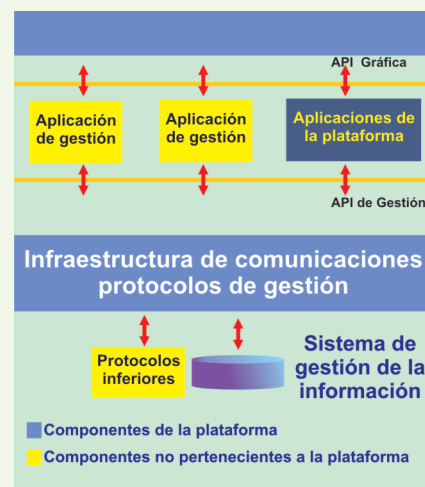 API Gráfica
Aplicación
de gestión
Aplicación
de gestión
Aplicaciones de
la plataforma
API de Gestión
Infraestructura de comunicaciones
protocolos de gestión
Protocolos
inferiores
Sistema de
gestión de la
información
Componentes de la plataforma
Componentes no pertenecientes a la plataforma